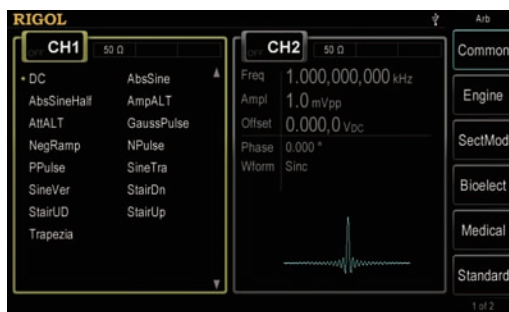 RIGOL
Arb
OFF CH1 50 Ω
DC AbsSine
AbsSineHalf AmpALT
AttALT GaussPulse
NegRamp NPulse
PPulse SineTra
SineVer StairDn
StairUD StairUp
Trapezia
OFF CH2 50 Ω
Freq 1.000,000,000 kHz
Ampl 1.0 mVpp
Offset 0.000,0 VDC
Phase 0.000 °
Wform Sinc
Common
Engine
SectMod
Bioelect
Medical
Standard
1 of 2